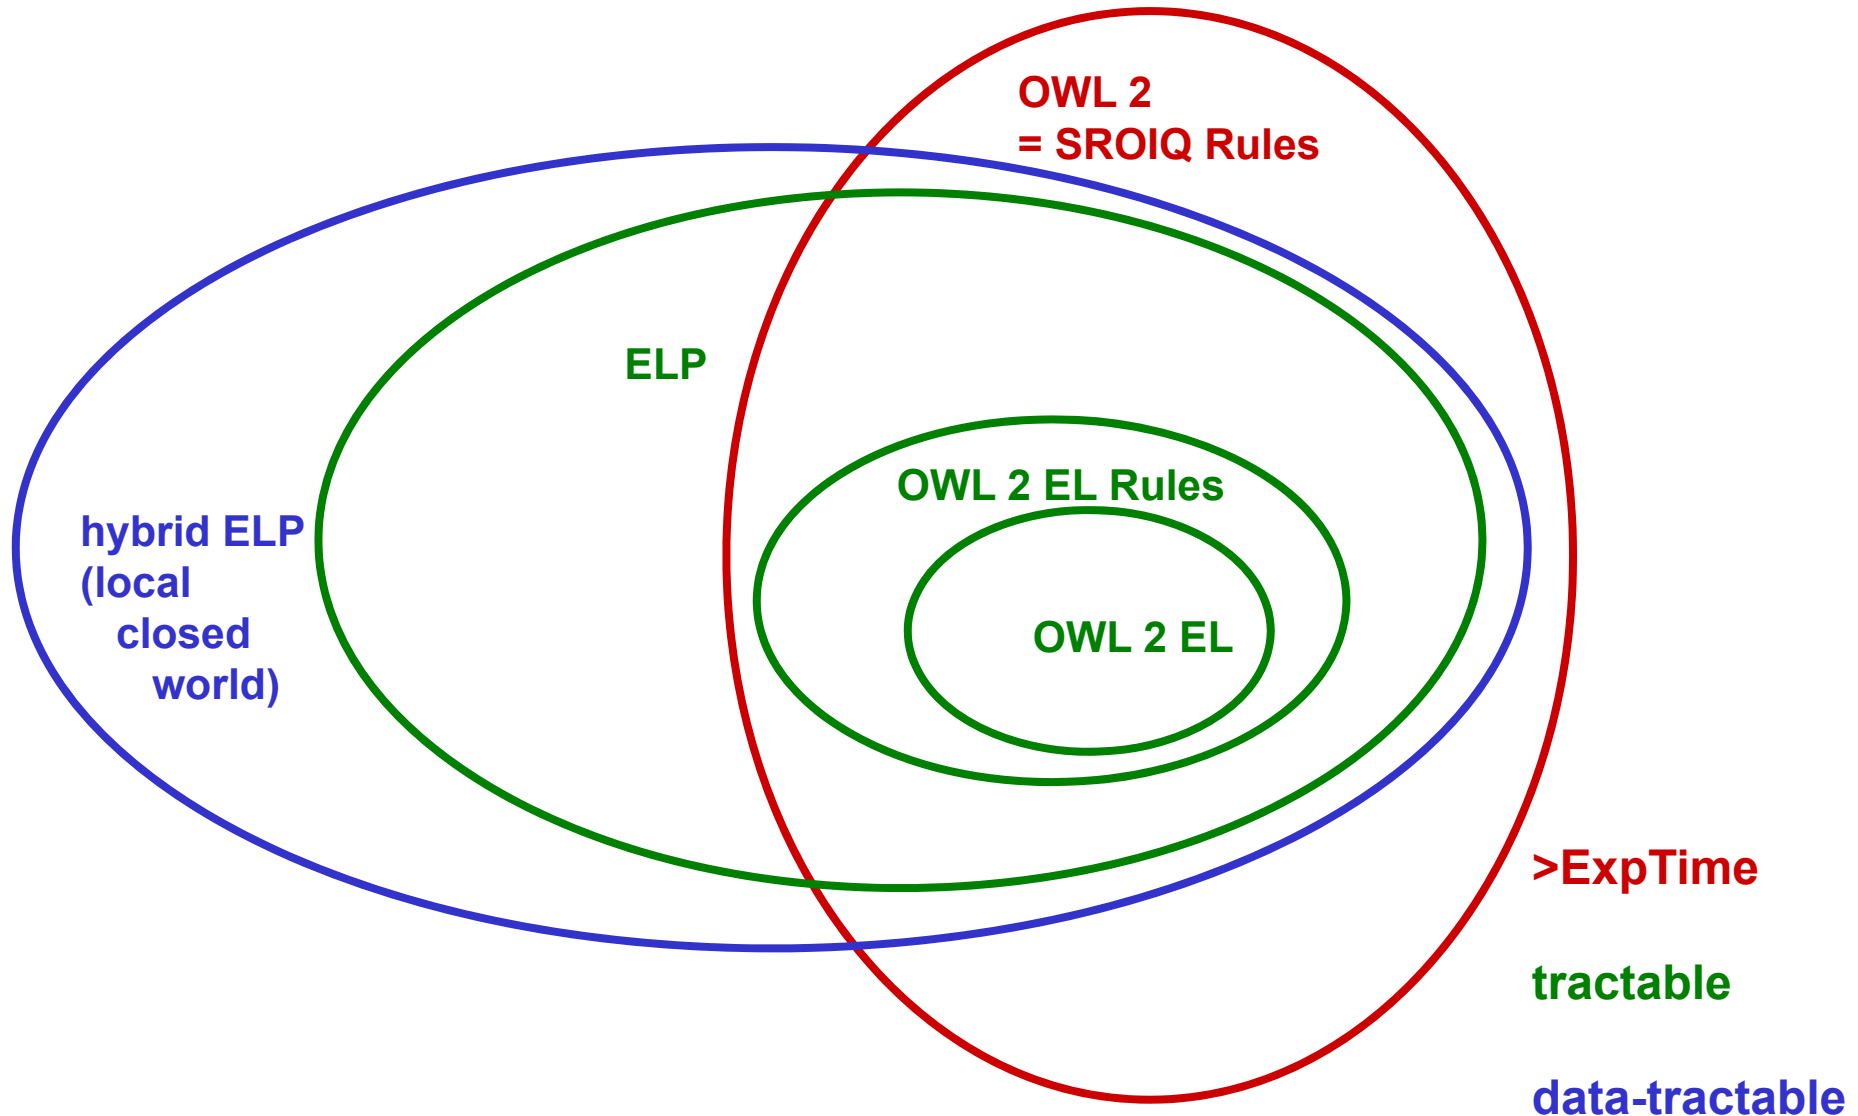 OWL 2
= SROIQ Rules
ELP
OWL 2 EL Rules
hybrid ELP
(local
closed
world)
OWL 2 EL
>ExpTime
tractable
data-tractable